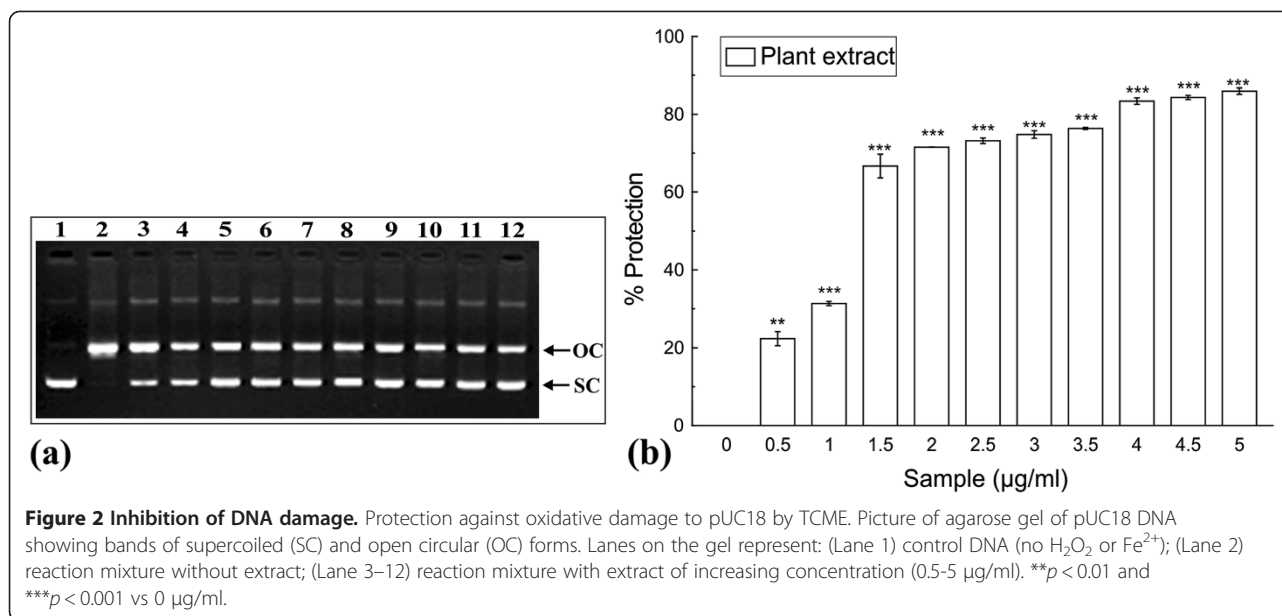 1 2 3 4 5 6 7 8 9 10 11 12
←OC
←SC
(a)
100
80
60
40
20
0
% Protection
Plant extract
**
***
***
***
***
***
***
***
***
***
0 0.5 1 1.5 2 2.5 3 3.5 4 4.5 5
Sample (µg/ml)
(b)
Figure 2 Inhibition of DNA damage. Protection against oxidative damage to pUC18 by TCME. Picture of agarose gel of pUC18 DNA
showing bands of supercoiled (SC) and open circular (OC) forms. Lanes on the gel represent: (Lane 1) control DNA (no H₂O₂ or Fe²⁺); (Lane 2)
reaction mixture without extract; (Lane 3–12) reaction mixture with extract of increasing concentration (0.5-5 µg/ml). **p < 0.01 and
***p < 0.001 vs 0 µg/ml.